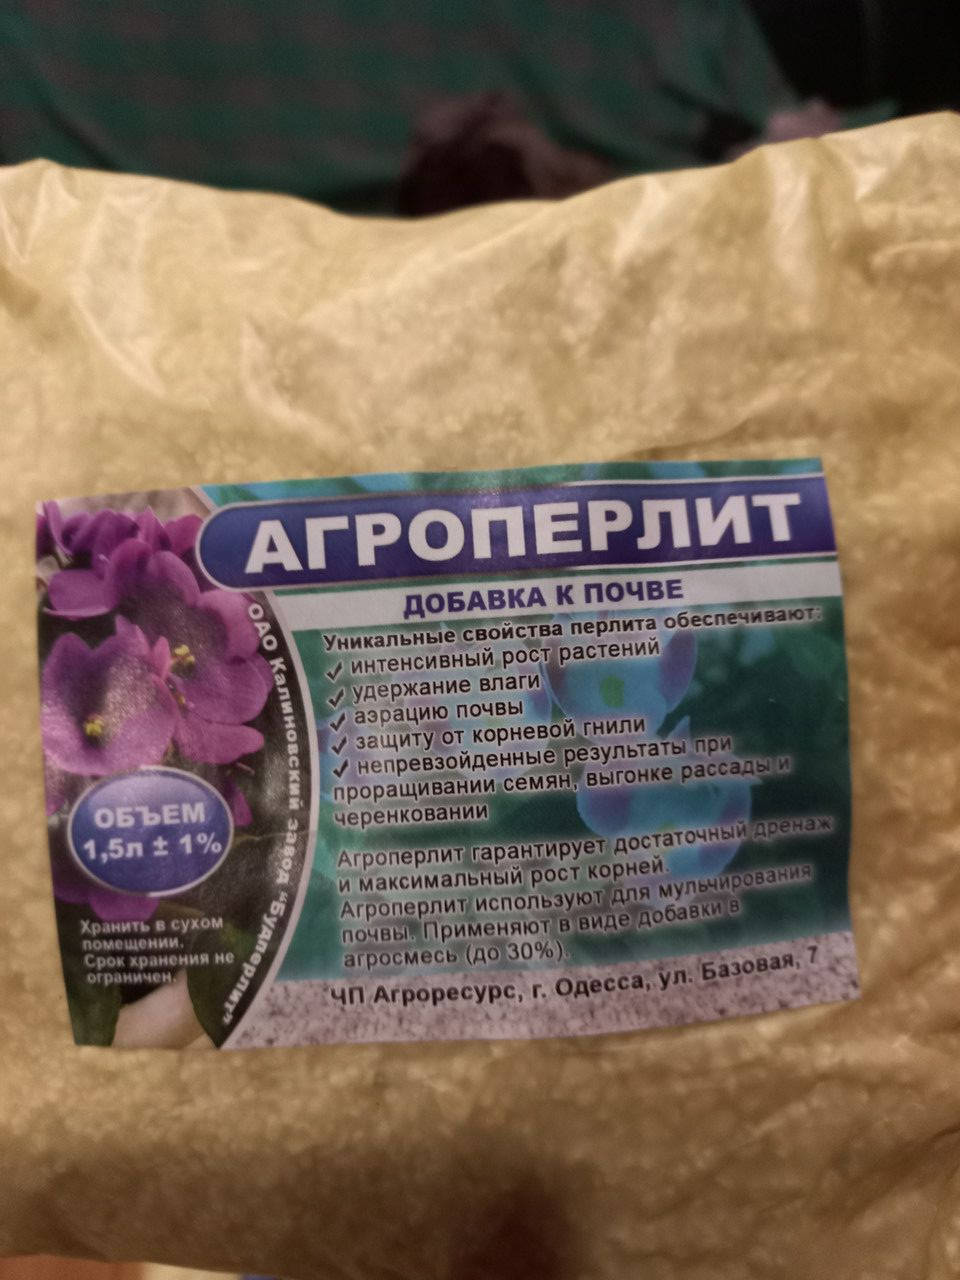 АГРОПЕРЛИТ
ДОБАВКА К ПОЧВЕ
Уникальные свойства перлита обеспечивают:
✓ интенсивный рост растений
✓ удержание влаги
✓ аэрацию почвы
✓ защиту от корневой гнили
✓ непревзойденные результаты при
проращивании семян, выгонке рассады и
черенковании
Агроперлит гарантирует достаточный дренаж
и максимальный рост корней.
Агроперлит используют для мульчирования
почвы. Применяют в виде добавки в
агросмесь (до 30%).
ЧП Агроресурс, г. Одесса, ул. Базовая, 7
ОАО Калиновский завод "Будперлит"
ОБЪЕМ
1,5л ± 1%
Хранить в сухом
помещении.
Срок хранения не
ограничен.